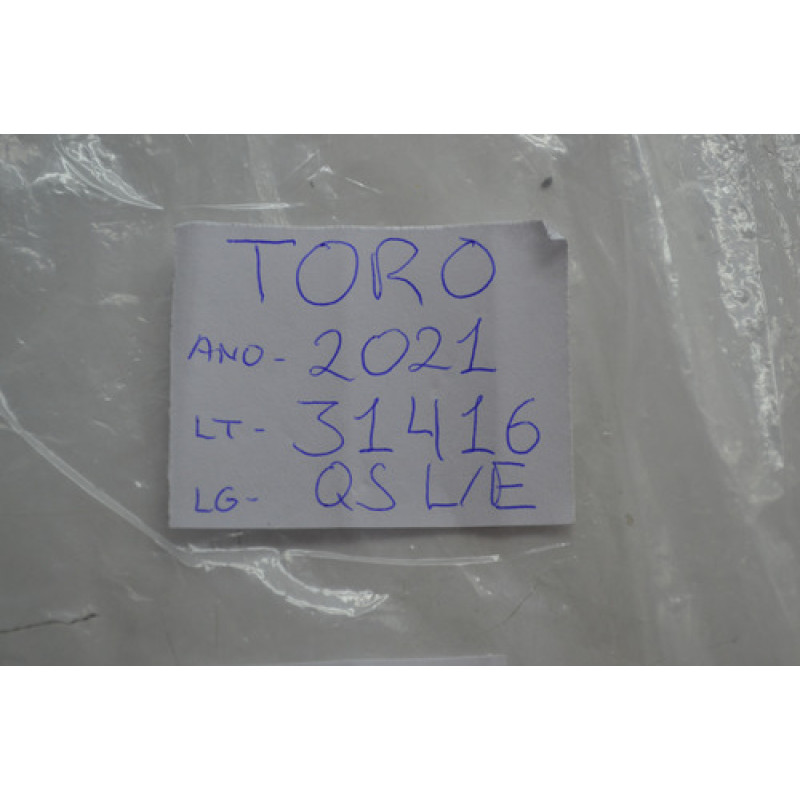 TORO
ANO- 2021
LT- 31416
LG- QS L/E